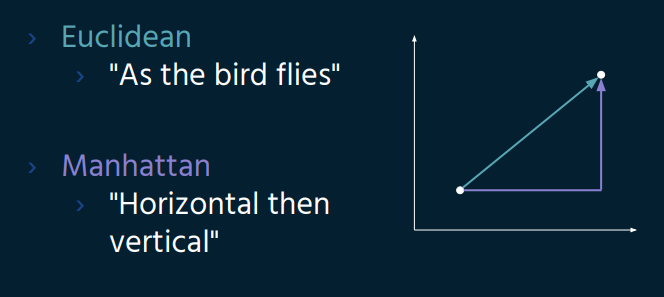 › Euclidean
› "As the bird flies"
› Manhattan
› "Horizontal then
vertical"